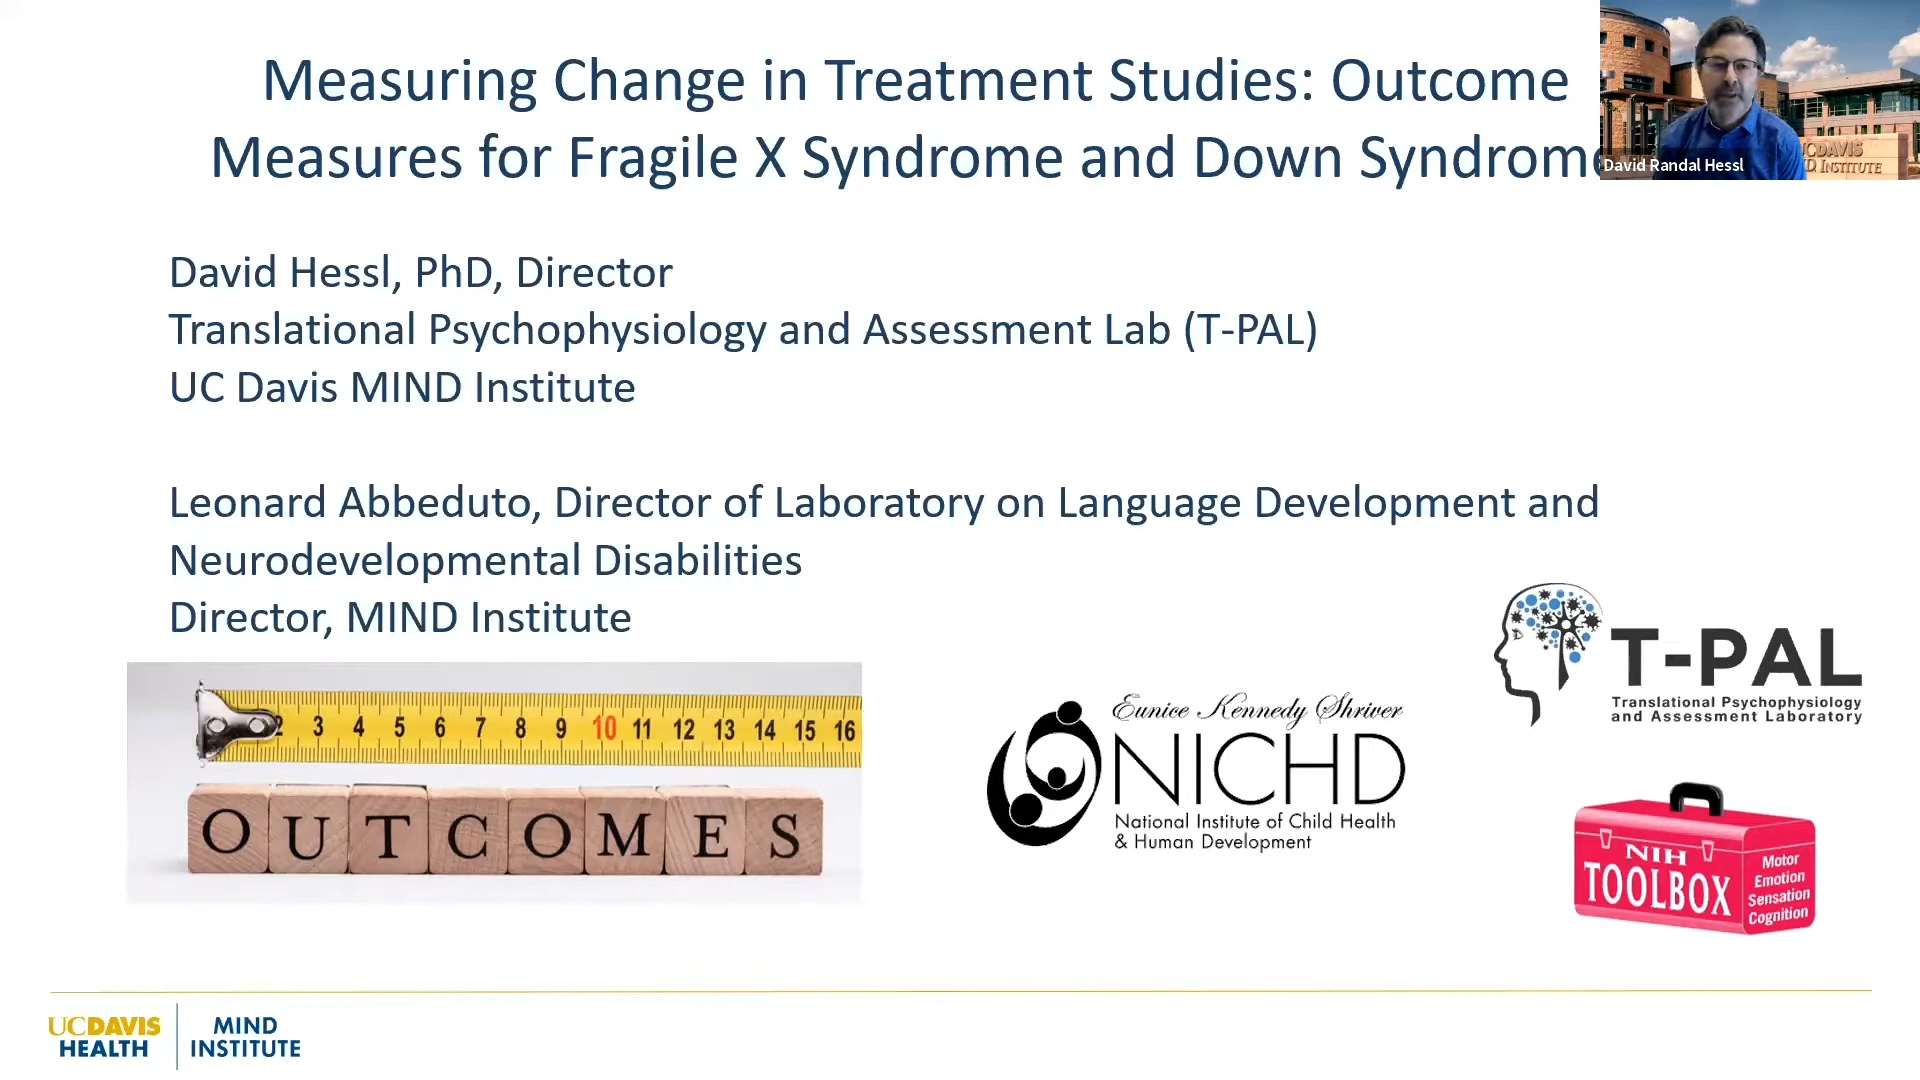 Measuring Change in Treatment Studies: Outcome
Measures for Fragile X Syndrome and Down Syndrome
David Randal Hessl
UCDAVIS
MIND INSTITUTE
David Hessl, PhD, Director
Translational Psychophysiology and Assessment Lab (T-PAL)
UC Davis MIND Institute
Leonard Abbeduto, Director of Laboratory on Language Development and
Neurodevelopmental Disabilities
Director, MIND Institute
2 3 4 5 6 7 8 9 10 11 12 13 14 15 16
OUTCOMES
Eunice Kennedy Shriver
NICHD
National Institute of Child Health
& Human Development
T-PAL
Translational Psychophysiology
and Assessment Laboratory
NIH
TOOLBOX
Motor
Emotion
Sensation
Cognition
UCDAVIS
HEALTH
MIND
INSTITUTE